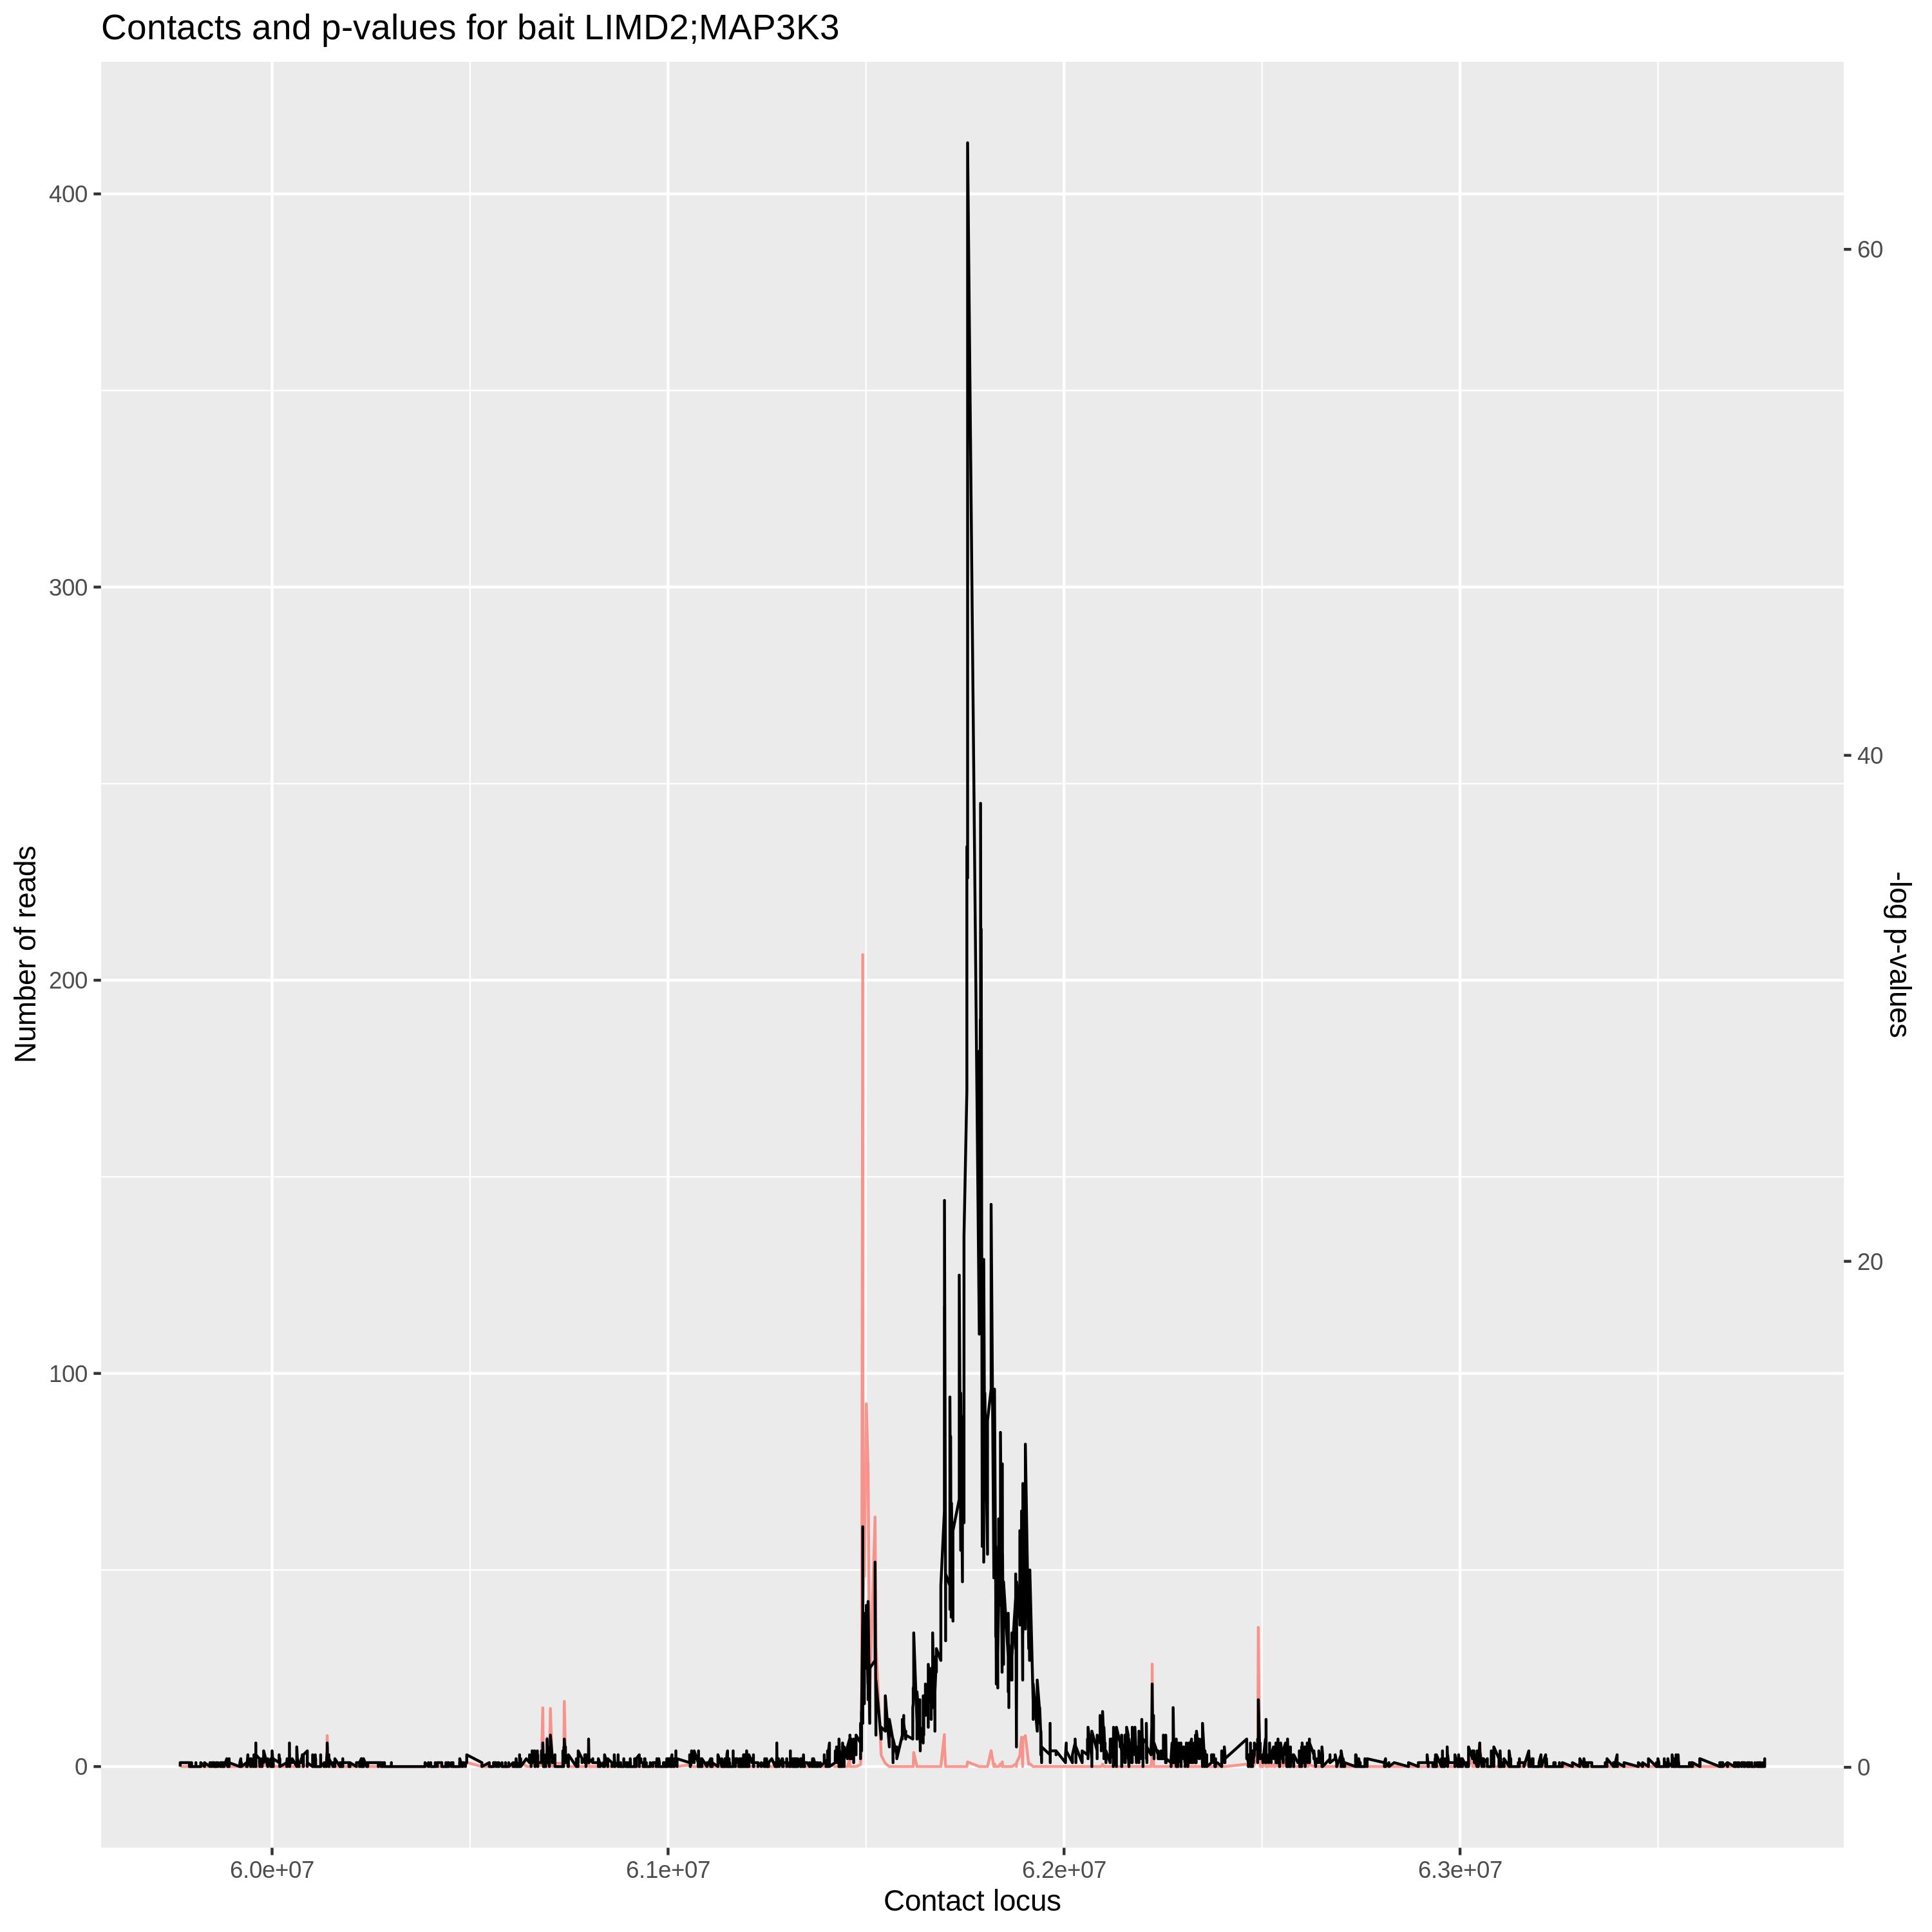 Contacts and p-values for bait LIMD2;MAP3K3
400
300
200
100
0
Number of reads
60
40
20
0
-log p-values
6.0e+07
6.1e+07
6.2e+07
6.3e+07
Contact locus